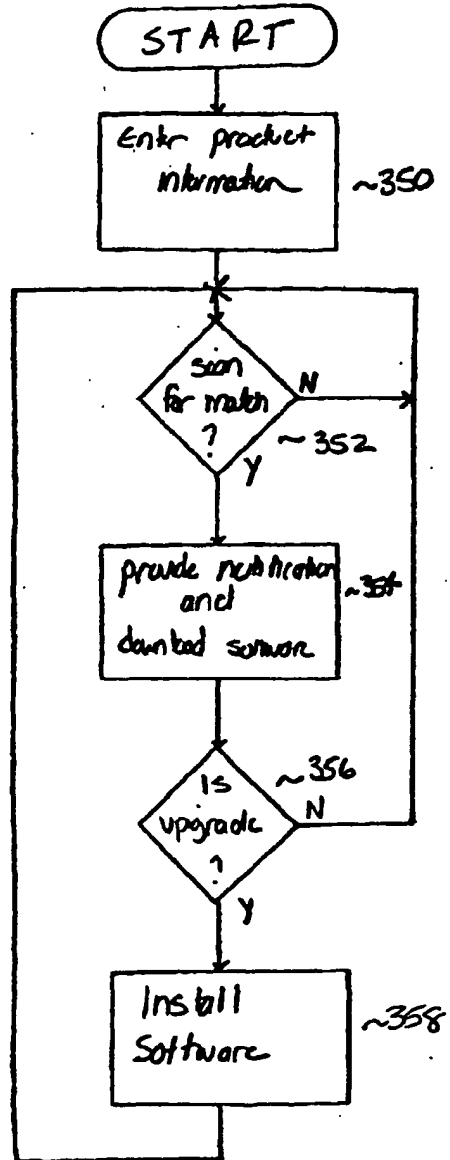 START
Enter product
information
~350
scan
for match
?
N
~352
Y
provide notification
and
download software
~354
~356
Is
upgrade
?
N
Y
Install
Software
~358